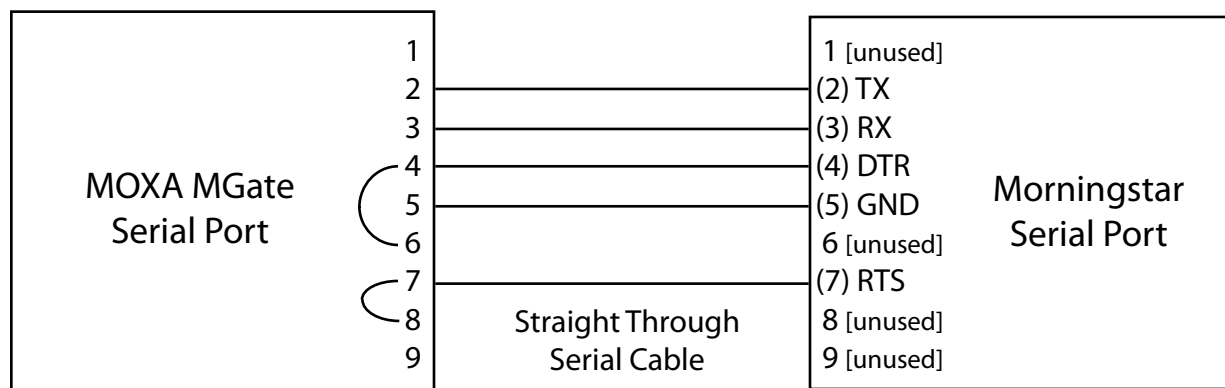 MOXA MGate
Serial Port
1
2
3
4
5
6
7
8
9
Straight Through
Serial Cable
1 [unused]
(2) TX
(3) RX
(4) DTR
(5) GND
6 [unused]
(7) RTS
8 [unused]
9 [unused]
Morningstar
Serial Port